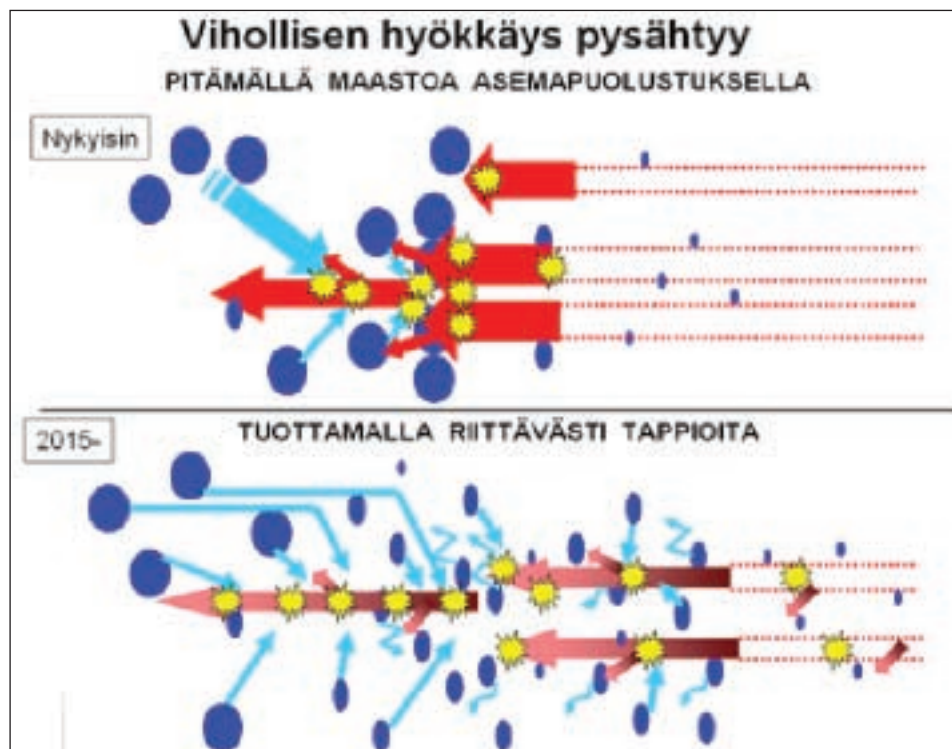 Vihollisen hyökkäys pysähtyy
PITÄMÄLLÄ MAASTOA ASEMAPUOLUSTUKSELLA
Nykyisin
2015-
TUOTTAMALLA RIITTÄVÄSTI TAPPIOITA